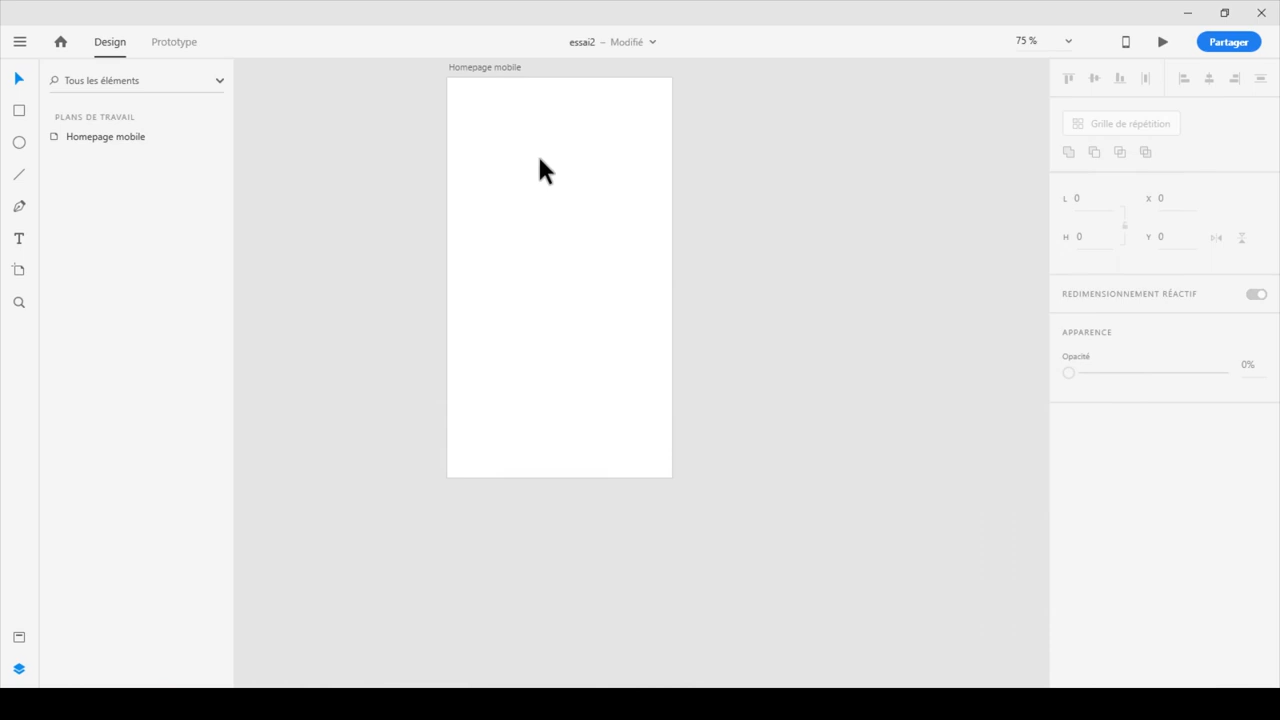 Design
Prototype
essai2 – Modifié
75 %
Partager
Tous les éléments
PLANS DE TRAVAIL
Homepage mobile
Homepage mobile
Grille de répétition
L 0
X 0
H 0
Y 0
REDIMENSIONNEMENT RÉACTIF
APPARENCE
Opacité
0%